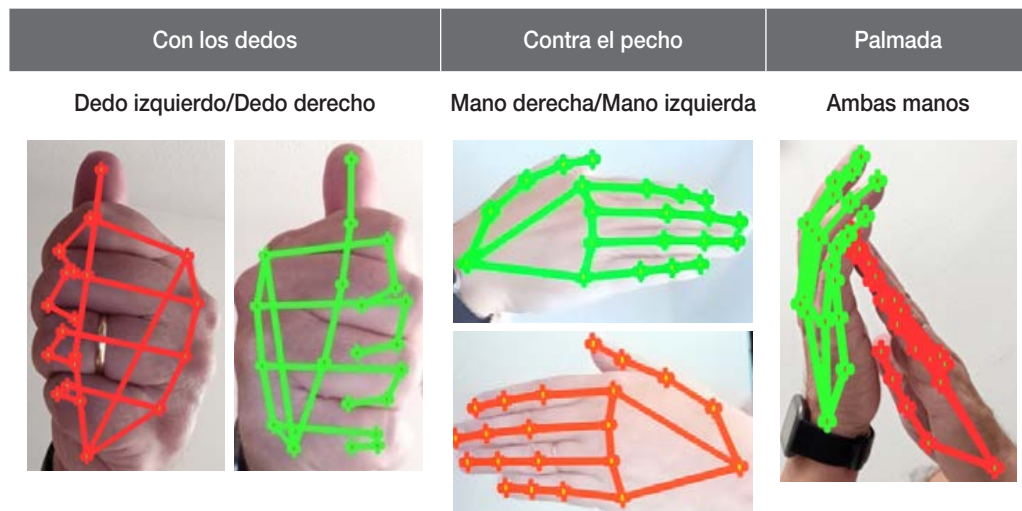 Con los dedos
Contra el pecho
Palmada
Dedo izquierdo/Dedo derecho
Mano derecha/Mano izquierda
Ambas manos